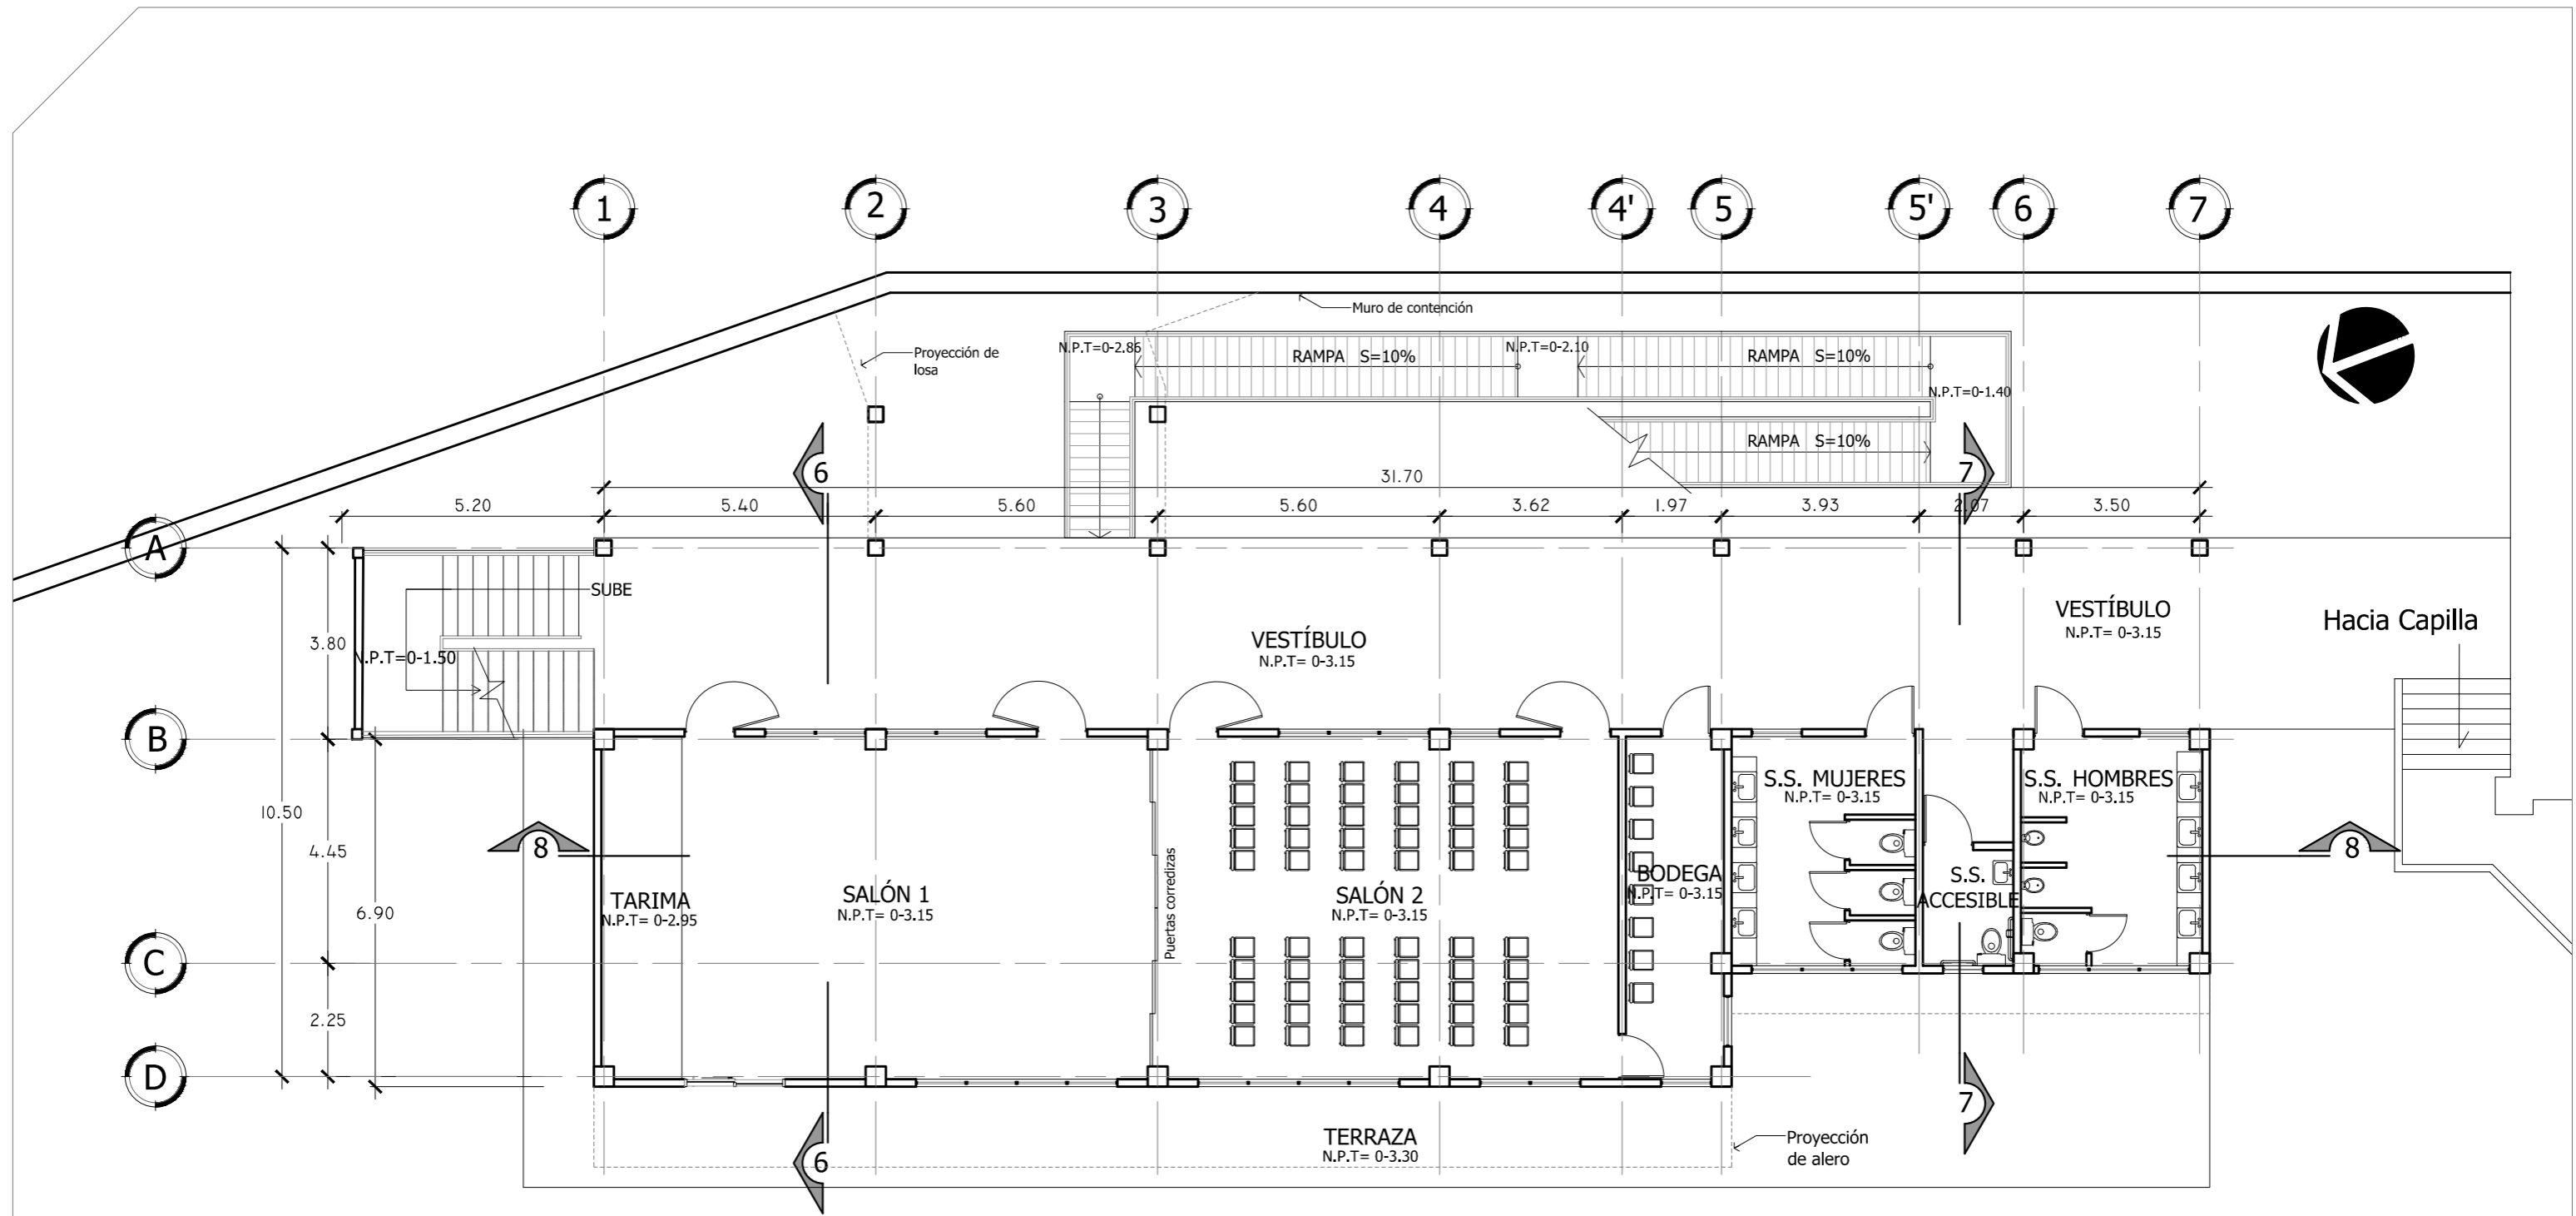 1
2
3
4
4'
5
5'
6
7
Muro de contención
Proyección de
losa
N.P.T=0-2.86
RAMPA S=10%
N.P.T=0-2.10
RAMPA S=10%
N.P.T=0-1.40
RAMPA S=10%
6
7
31.70
5.20
5.40
5.60
5.60
3.62
1.97
3.93
2.07
3.50
A
SUBE
3.80
N.P.T=0-1.50
VESTÍBULO
N.P.T= 0-3.15
VESTÍBULO
N.P.T= 0-3.15
Hacia Capilla
B
10.50
4.45
6.90
8
TARIMA
N.P.T= 0-2.95
SALÓN 1
N.P.T= 0-3.15
Puertas corredizas
SALÓN 2
N.P.T= 0-3.15
BODEGA
N.P.T= 0-3.15
S.S. MUJERES
N.P.T= 0-3.15
S.S.
ACCESIBLE
S.S. HOMBRES
N.P.T= 0-3.15
8
C
2.25
D
6
TERRAZA
N.P.T= 0-3.30
Proyección
de alero
7